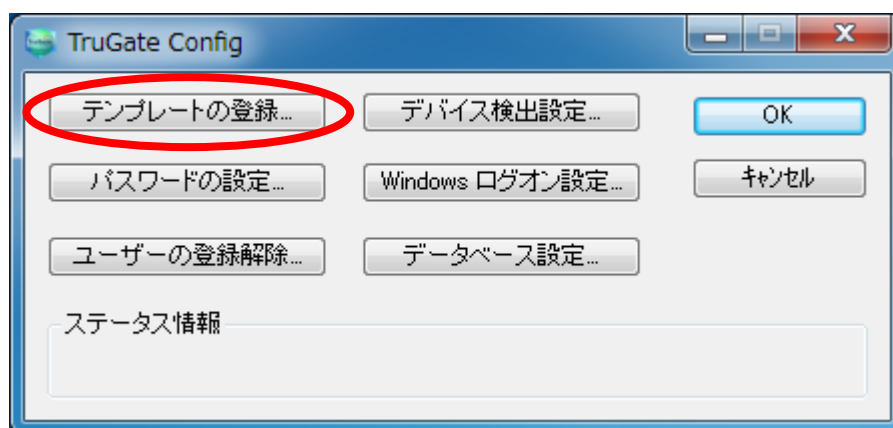 TruGate Config
テンプレートの登録...
デバイス検出設定...
OK
パスワードの設定...
Windows ログオン設定...
キャンセル
ユーザーの登録解除...
データベース設定...
ステータス情報